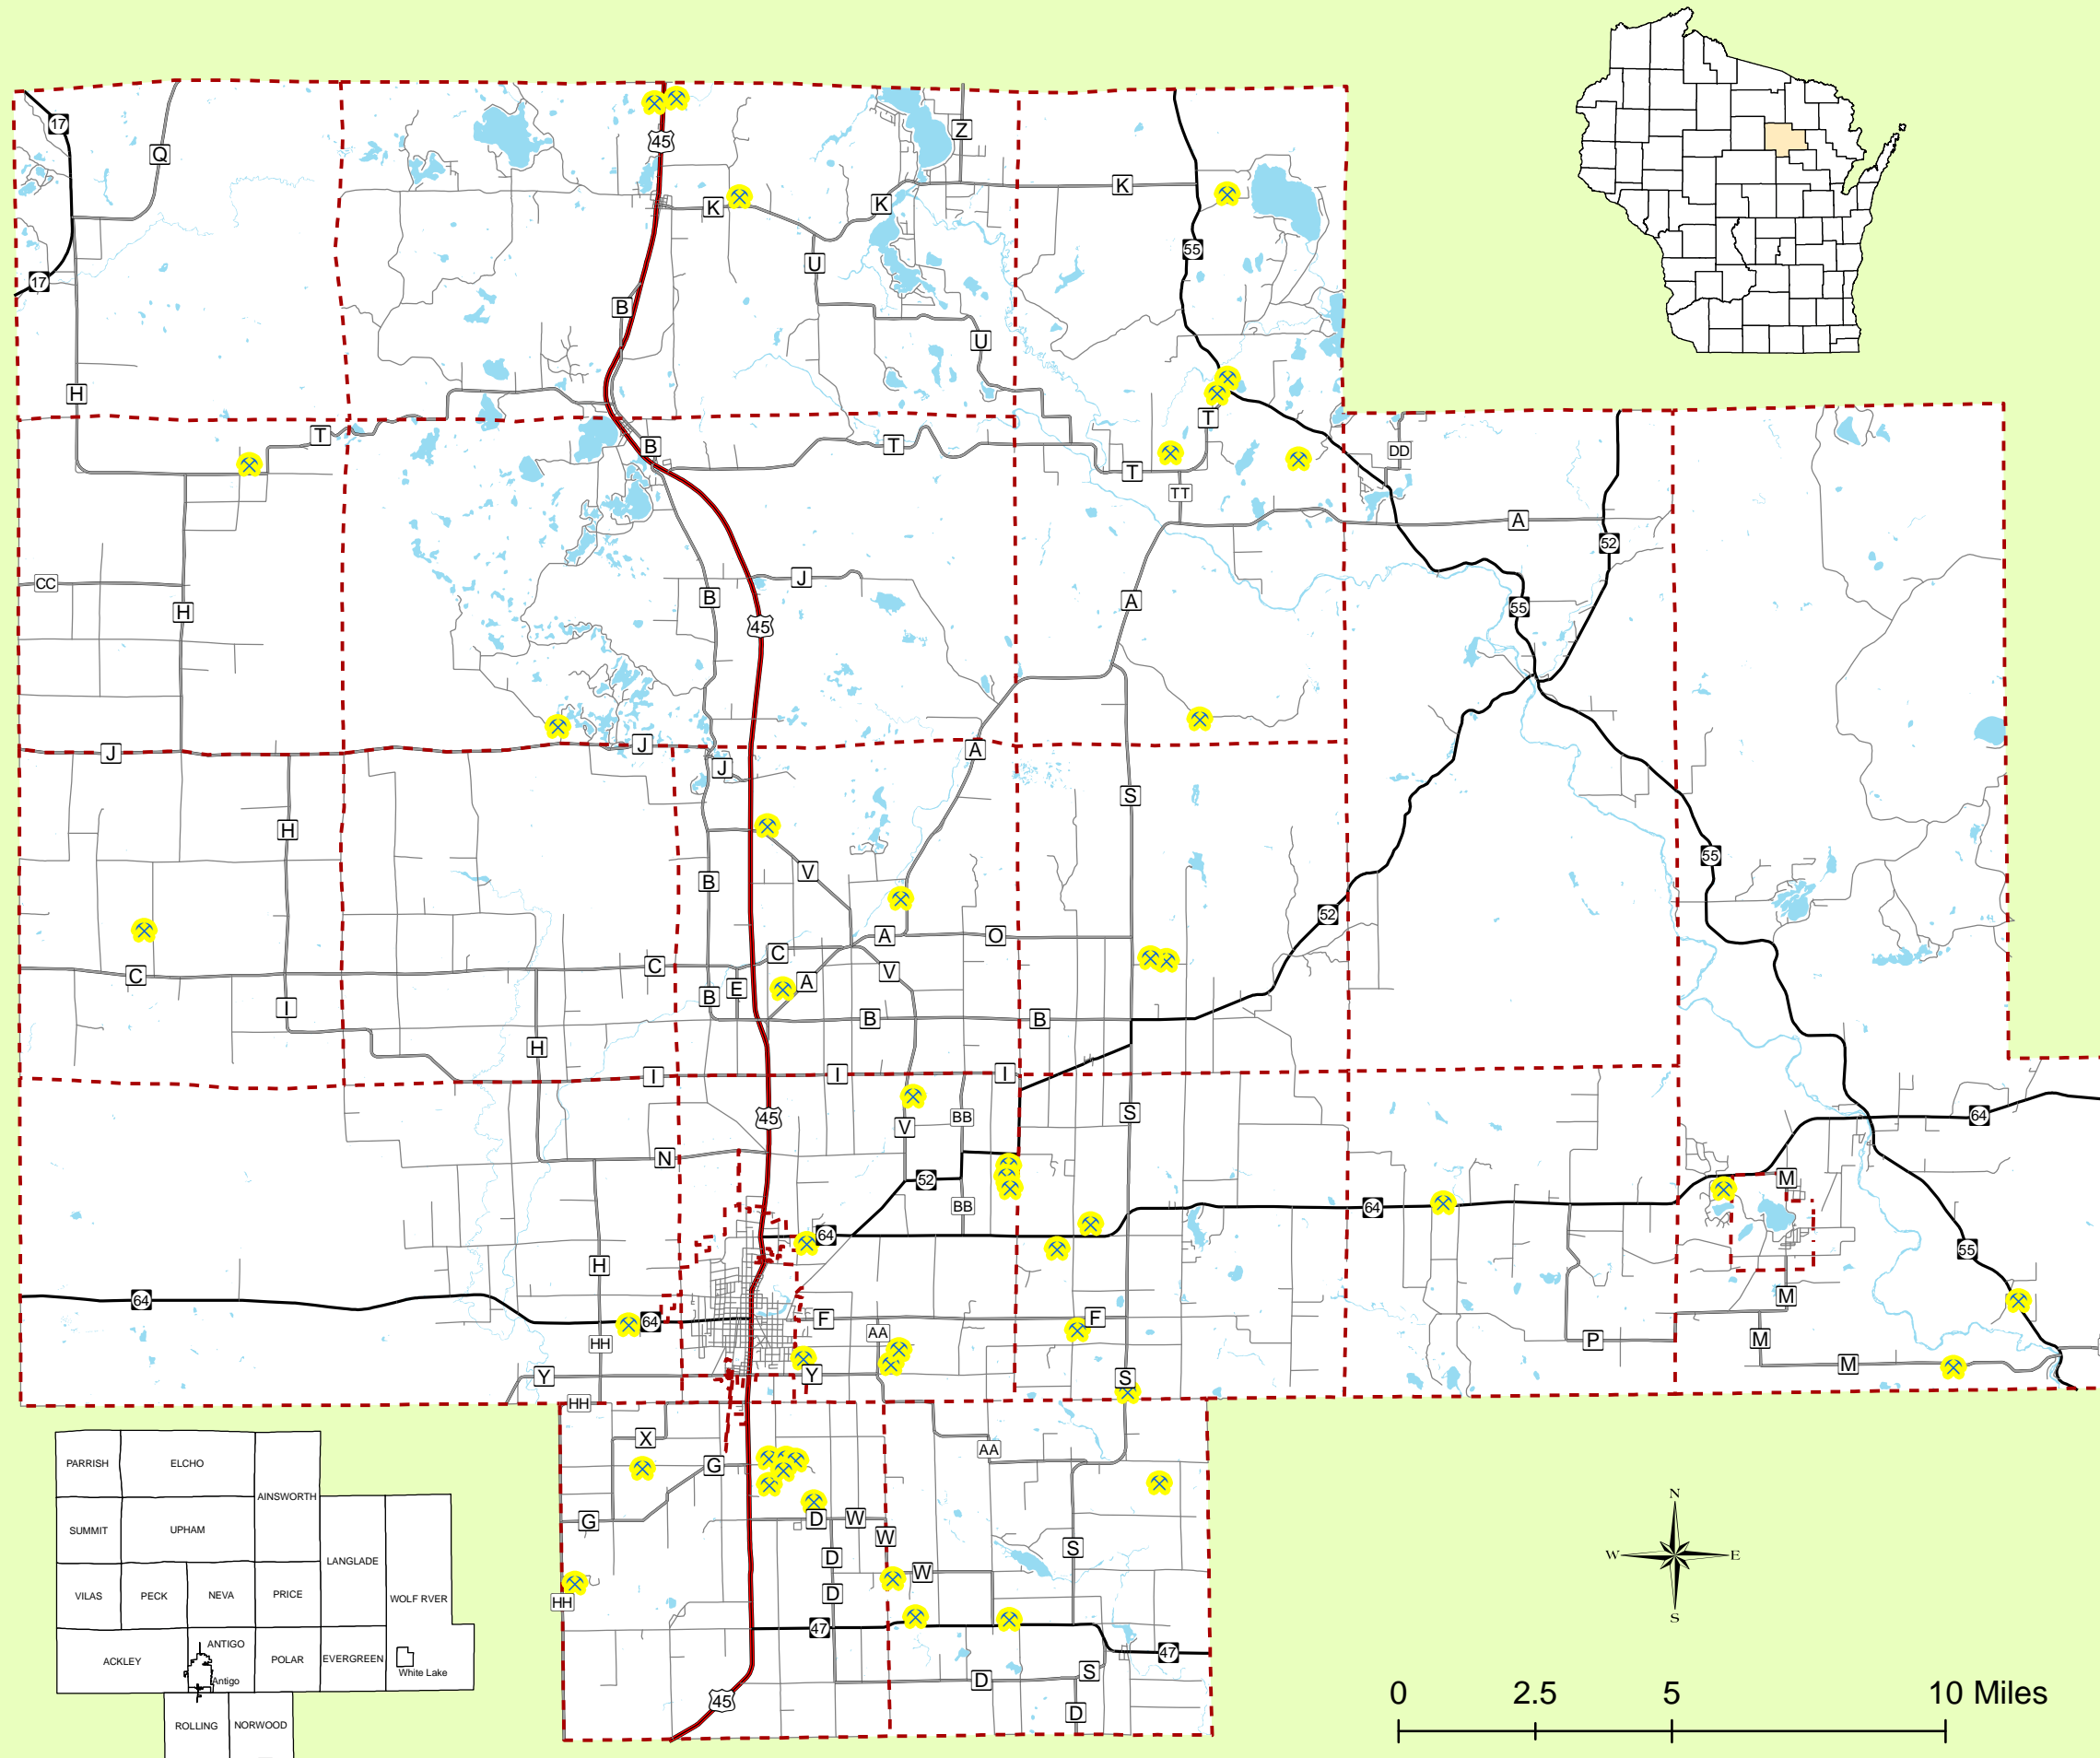 17
Q
45
Z
K
K
K
55
17
U
B
U
H
T
T
B
T
DD
T
TT
A
52
CC
J
B
H
A
55
45
J
J
A
J
S
H
V
55
B
52
A
O
C
C
C
V
A
E
B
I
B
B
H
I
I
I
45
BB
S
64
V
N
52
M
BB
64
64
H
55
64
M
64
F
F
AA
HH
M
P
M
Y
Y
S
HH
X
AA
G
G
D
W
W
S
D
W
D
HH
47
47
S
D
45
D
PARRISH
ELCHO
AINSWORTH
SUMMIT
UPHAM
LANGLADE
VILAS
PECK
NEVA
PRICE
WOLF RVER
ANTIGO
ACKLEY
POLAR
EVERGREEN
White Lake
Antigo
ROLLING
NORWOOD
N
W
E
S
0 2.5 5 10 Miles